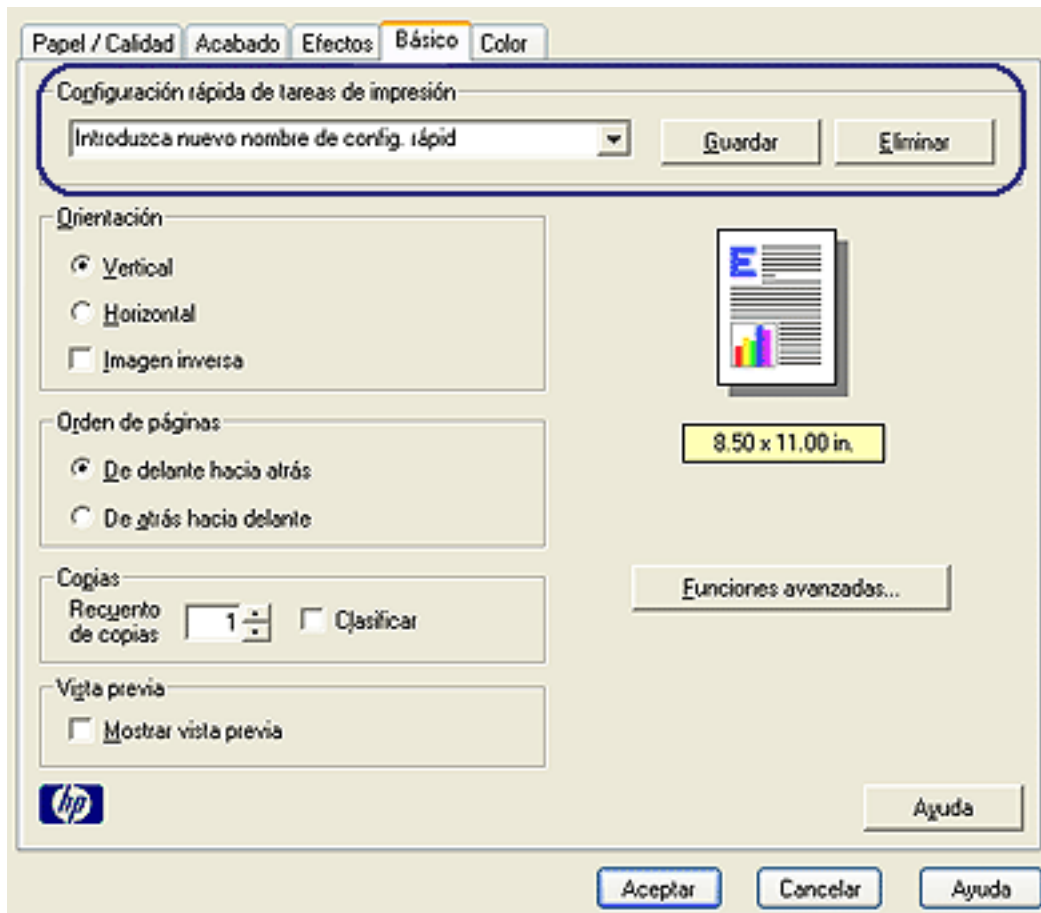 Papel / Calidad Acabado Efectos Básico Color
Configuración rápida de tareas de impresión
Introduzca nuevo nombre de config. rápid Guardar Eliminar
Orientación
Vertical
Horizontal
Imagen inversa
E
8.50 x 11.00 in.
Orden de páginas
De delante hacia atrás
De atrás hacia delante
Copias
Recuento
de copias 1 Clasificar
Funciones avanzadas...
Vista previa
Mostrar vista previa
hp
Ayuda
Aceptar Cancelar Ayuda